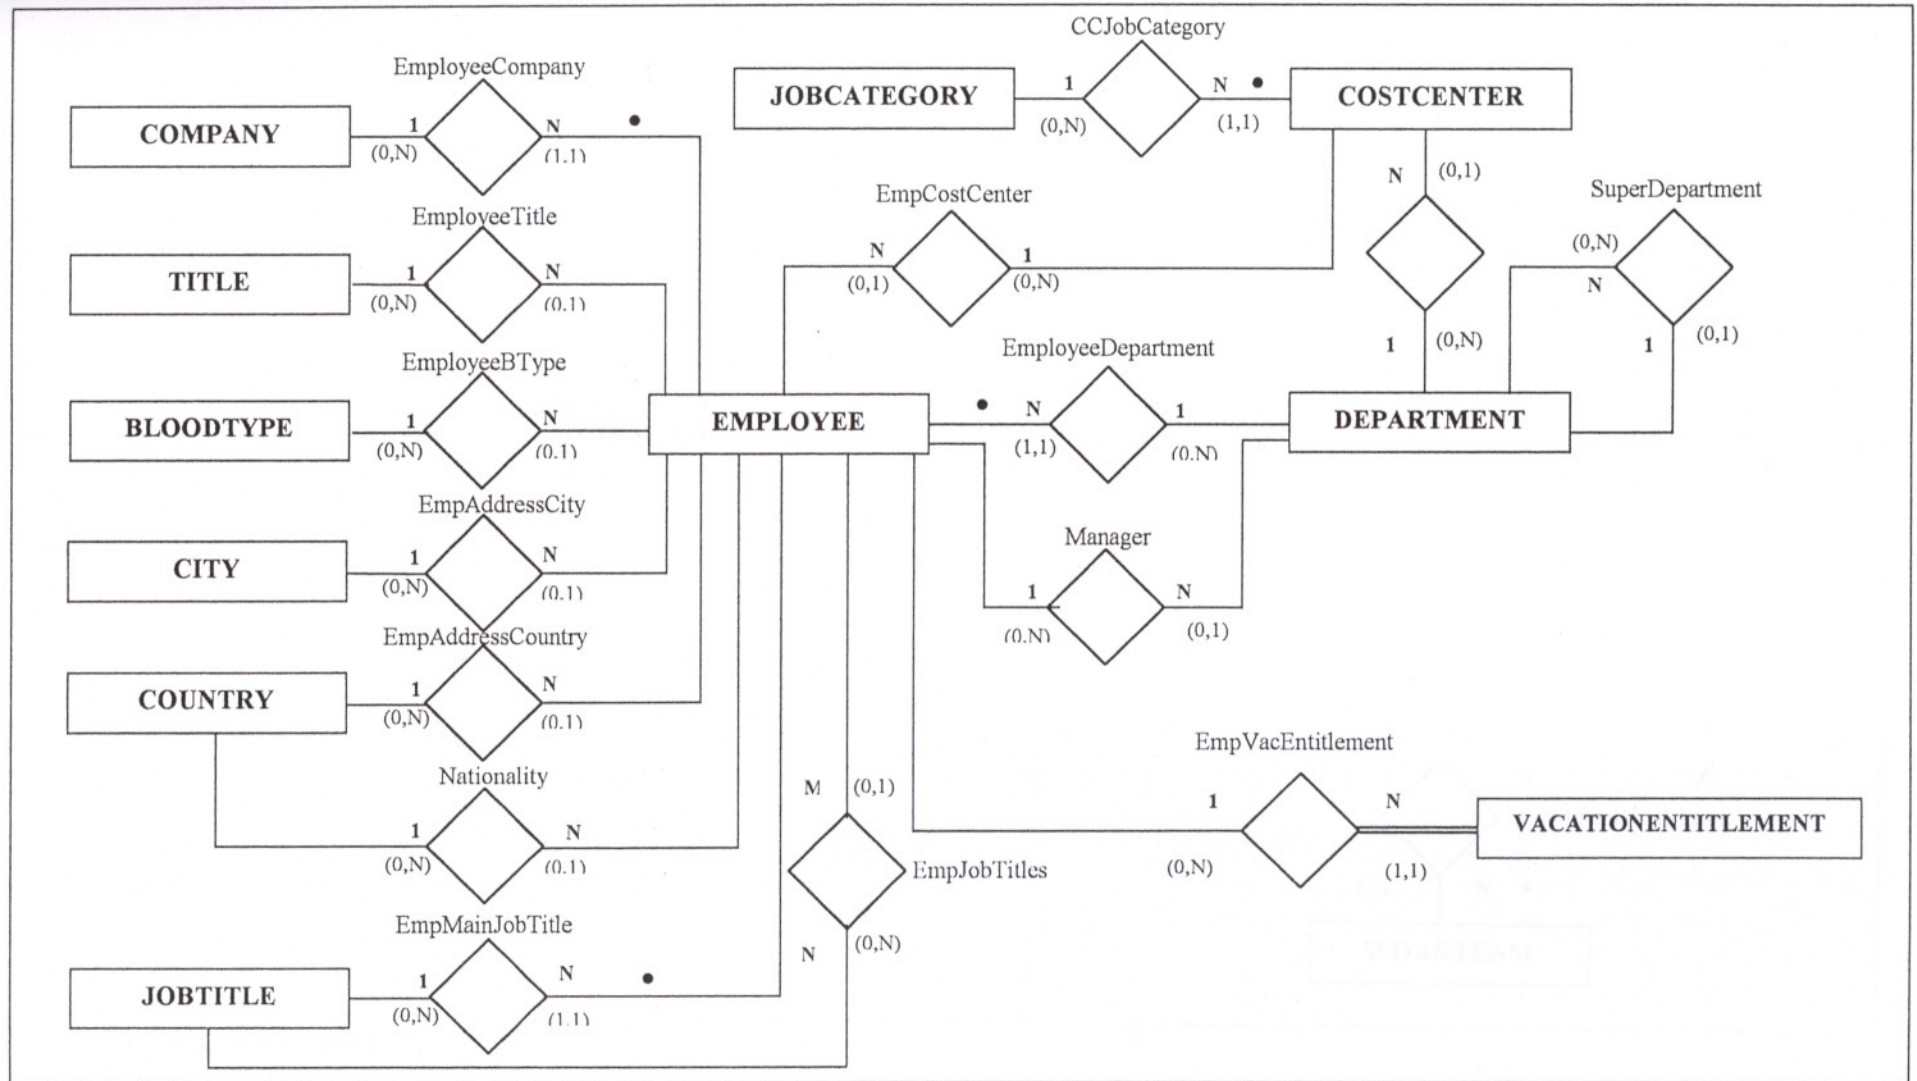 CCJobCategory
EmployeeCompany
JOBCATEGORY
1
(0,N)
N •
(1,1)
COSTCENTER
COMPANY
1
(0,N)
N •
(1,1)
EmpCostCenter
N
(0,1)
1
(0,N)
N
(0,1)
SuperDepartment
(0,N)
N
1
(0,1)
EmployeeTitle
TITLE
1
(0,N)
N
(0,1)
1
(0,N)
EmployeeDepartment
EmployeeBType
BLOODTYPE
1
(0,N)
N
(0,1)
EMPLOYEE
• N
(1,1)
1
(0,N)
DEPARTMENT
EmpAddressCity
CITY
1
(0,N)
N
(0,1)
Manager
1
(0,N)
N
(0,1)
EmpAddressCountry
COUNTRY
1
(0,N)
N
(0,1)
Nationality
1
(0,N)
N
(0,1)
M
(0,1)
EmpJobTitles
N
(0,N)
EmpVacEntitlement
1
(0,N)
N
(1,1)
VACATIONENTITLEMENT
EmpMainJobTitle
JOBTITLE
1
(0,N)
N •
(1,1)
WORKTEAM